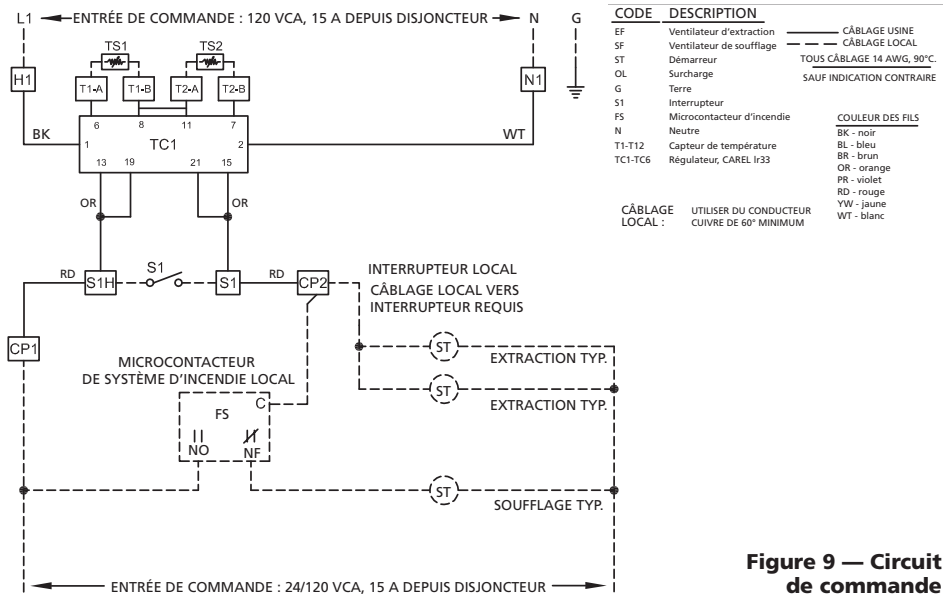 L1 ENTRÉE DE COMMANDE : 120 VCA, 15 A DEPUIS DISJONCTEUR N G
TS1 TS2
H1 T1-A T1-B T2-A T2-B N1
6 8 11 7
BK 1 TC1 2 WT
13 19 21 15
OR OR
RD S1H S1 S1 RD CP2
INTERRUPTEUR LOCAL
CÂBLAGE LOCAL VERS
INTERRUPTEUR REQUIS
CP1
ST
EXTRACTION TYP.
MICROCONTACTEUR
DE SYSTÈME D'INCENDIE LOCAL
ST
EXTRACTION TYP.
C
FS
NO NF
ST
SOUFFLAGE TYP.
ENTRÉE DE COMMANDE : 24/120 VCA, 15 A DEPUIS DISJONCTEUR
CODE DESCRIPTION
EF Ventilateur d'extraction
SF Ventilateur de soufflage
ST Démarreur
OL Surcharge
G Terre
S1 Interrupteur
FS Microcontacteur d'incendie
N Neutre
T1-T12 Capteur de température
TC1-TC6 Régulateur, CAREL Ir33
CÂBLAGE USINE
CÂBLAGE LOCAL
TOUS CÂBLAGE 14 AWG, 90°C.
SAUF INDICATION CONTRAIRE
COULEUR DES FILS
BK - noir
BL - bleu
BR - brun
OR - orange
PR - violet
RD - rouge
YW - jaune
WT - blanc
CÂBLAGE LOCAL : UTILISER DU CONDUCTEUR
CUIVRE DE 60° MINIMUM
Figure 9 — Circuit
de commande